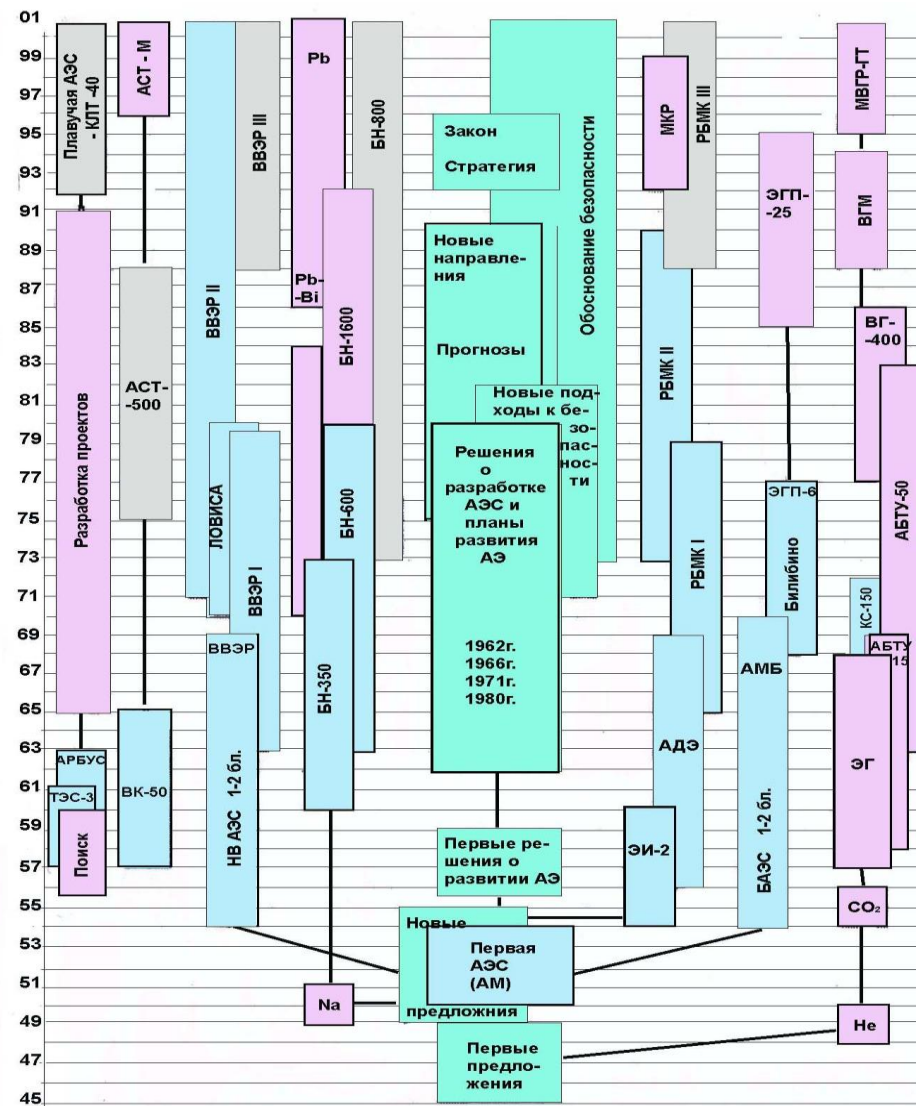 01
99
97
95
93
91
89
87
85
83
81
79
77
75
73
71
69
67
65
63
61
59
57
55
53
51
49
47
45
Плавучая АЭС
- КЛТ -40
Разработка проектов
АРБУС
ТЭС-3
Поиск
АСТ - М
АСТ-
-500
ВК-50
ВВЭР II
ЛОВИСА
ВВЭР I
ВВЭР
НВ АЭС 1-2 бл.
ВВЭР III
Pb
Pb-
-Bi
БН-800
БН-1600
БН-600
БН-350
Na
Закон
Стратегия
Обоснование безопасности
Новые
направле-
ния
Прогнозы
Новые под-
ходы к бе-
зо-
пас-
нос-
ти
Решения
о
разработке
АЭС и
планы
развития
АЭ
1962г.
1966г.
1971г.
1980г.
Первые ре-
шения о
развитии АЭ
Новые
предложния
Первая
АЭС
(АМ)
Первые
предло-
жения
МКР
РБМК III
РБМК II
РБМК I
АДЭ
ЭИ-2
ЭГП-
-25
ЭГП-6
Билибино
АМБ
БАЭС 1-2 бл.
МВГР-ГТ
ВГМ
ВГ-
-400
АБТУ-50
КС-150
АБТУ
15
ЭГ
CO₂
He